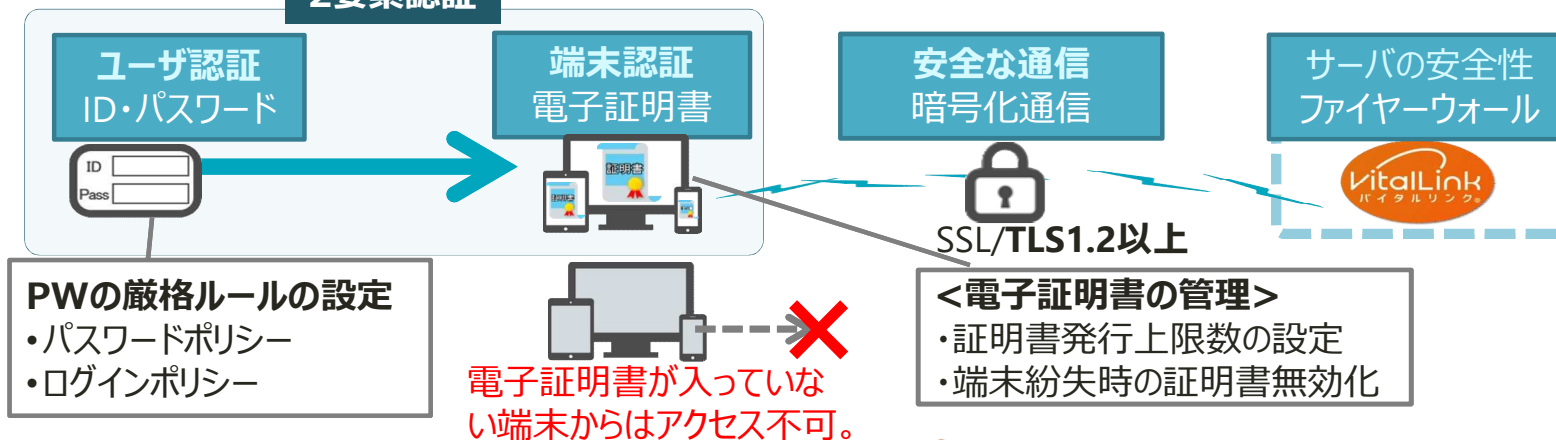 2要素認証
ユーザ認証
ID・パスワード
端末認証
電子証明書
安全な通信
暗号化通信
サーバの安全性
ファイヤーウォール
ID
Pass
証明書
VitalLink
バイタルリンク®
SSL/TLS1.2以上
PWの厳格ルールの設定
・パスワードポリシー
・ログインポリシー
電子証明書が入っていな
い端末からはアクセス不可。
<電子証明書の管理>
・証明書発行上限数の設定
・端末紛失時の証明書無効化